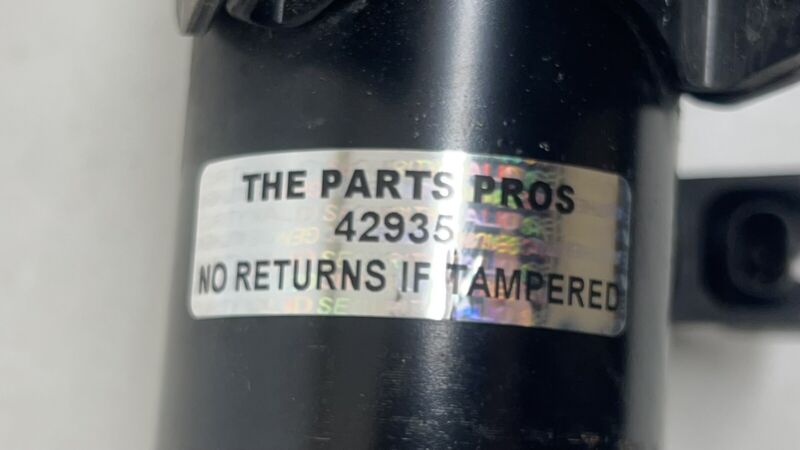 THE PARTS PROS
42935
NO RETURNS IF TAMPERED